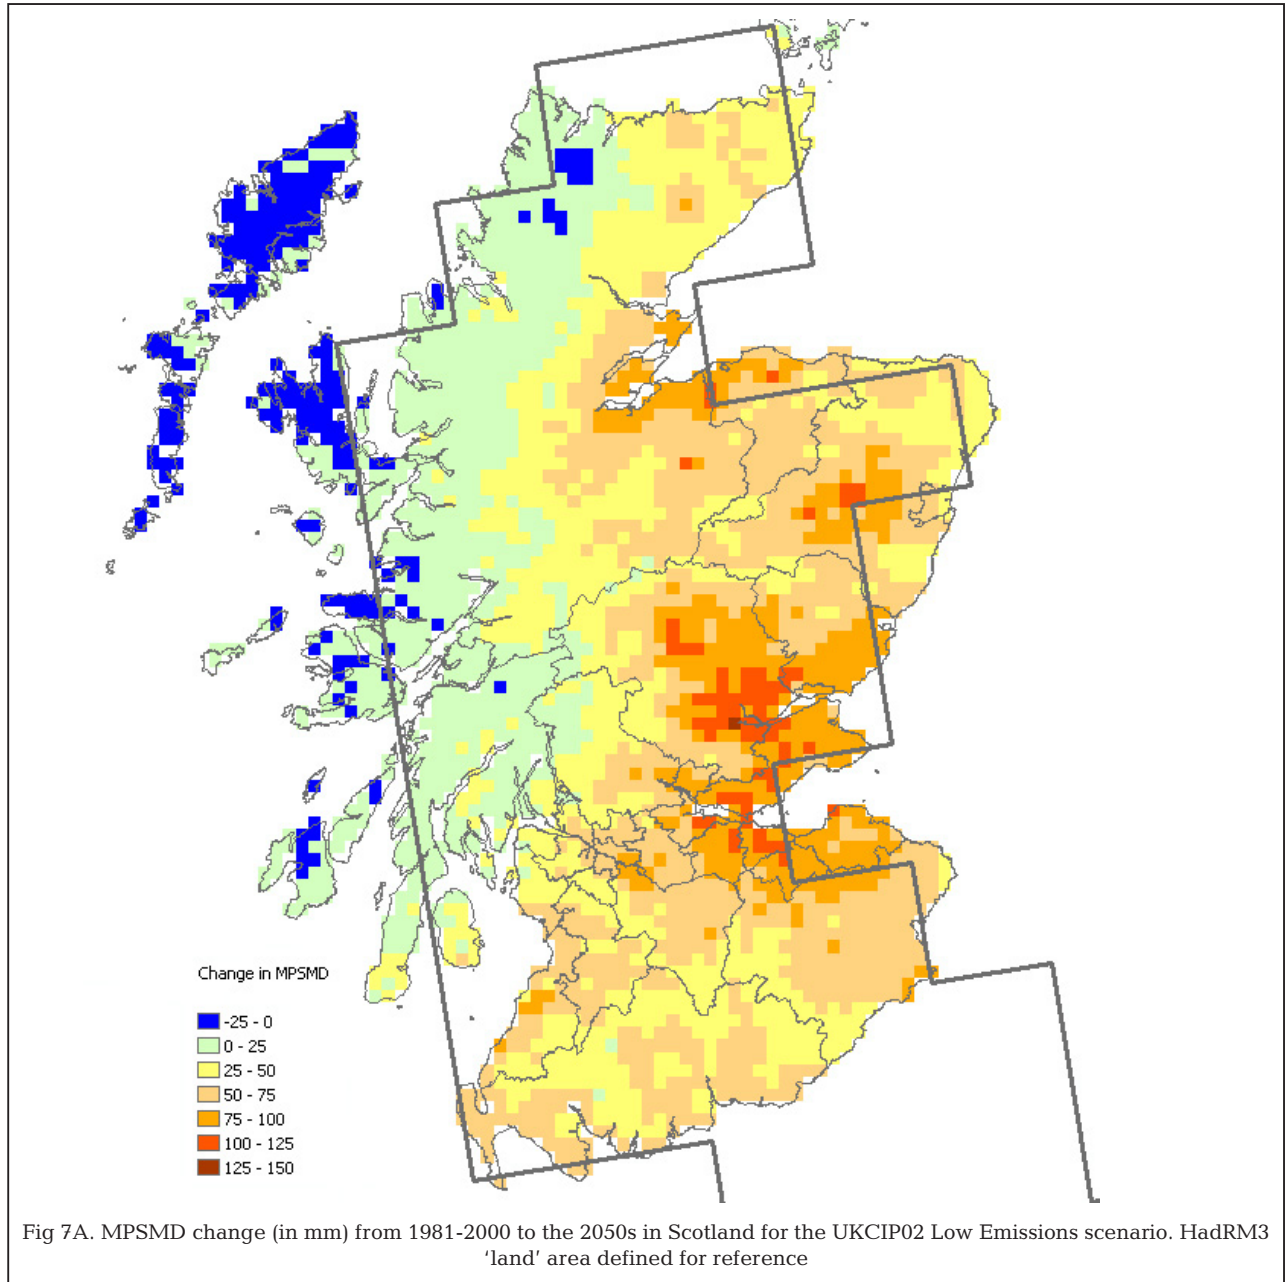 Change in MPSMD
-25 - 0
0 - 25
25 - 50
50 - 75
75 - 100
100 - 125
125 - 150
Fig 7A. MPSMD change (in mm) from 1981-2000 to the 2050s in Scotland for the UKCIP02 Low Emissions scenario. HadRM3
‘land’ area defined for reference